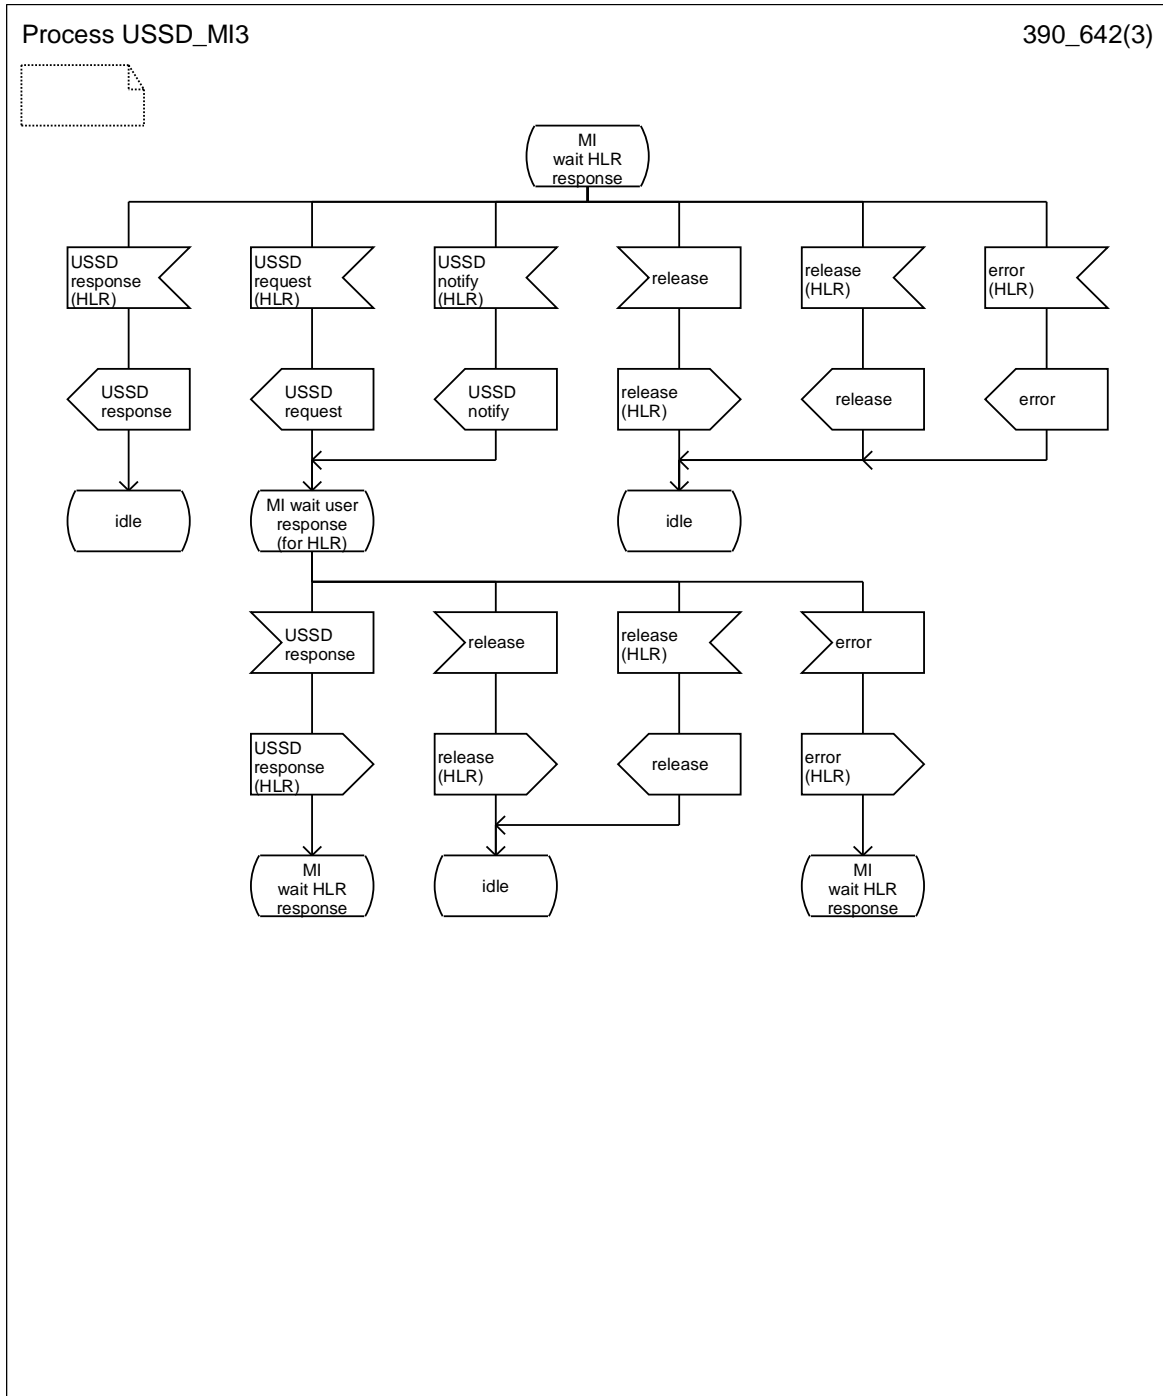 Process USSD_MI3
390_642(3)
MI
wait HLR
response
USSD
response
(HLR)
USSD
request
(HLR)
USSD
notify
(HLR)
release
release
(HLR)
error
(HLR)
USSD
response
USSD
request
USSD
notify
release
(HLR)
release
error
idle
MI wait user
response
(for HLR)
idle
USSD
response
release
release
(HLR)
error
USSD
response
(HLR)
release
(HLR)
release
error
(HLR)
MI
wait HLR
response
idle
MI
wait HLR
response